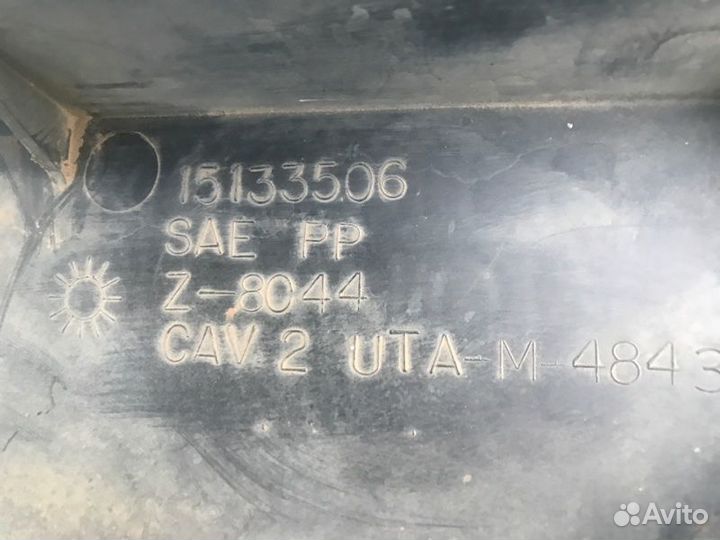 15133506
SAE PP
Z-8044
CAV 2 UTA-M-4843
Avito